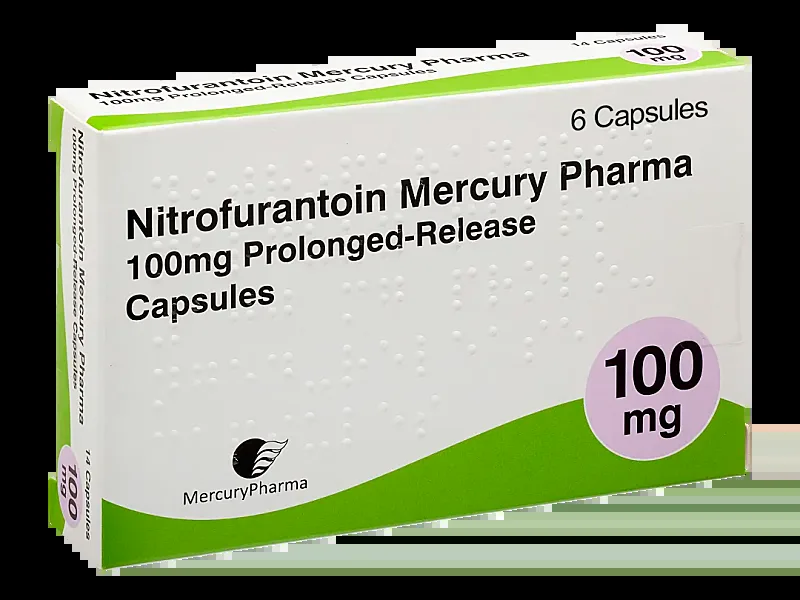 Nitrofurantoin Mercury Pharma
100mg Prolonged-Release Capsules
14 Capsules
100
mg
6 Capsules
Nitrofurantoin Mercury Pharma
100mg Prolonged-Release
Capsules
100
mg
MercuryPharma
Nitrofurantoin Mercury Pharma
100mg Prolonged-Release Capsules
14 Capsules
100
mg